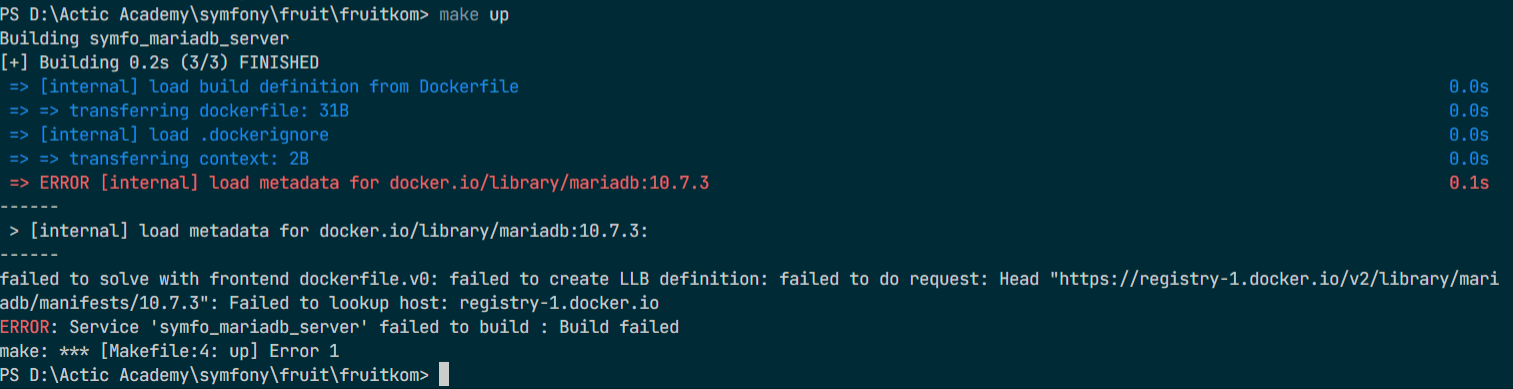 PS D:\Actic Academy\symfony\fruit\fruitkom> make up
Building symfo_mariadb_server
[+] Building 0.2s (3/3) FINISHED
=> [internal] load build definition from Dockerfile 0.0s
=> => transferring dockerfile: 31B 0.0s
=> [internal] load .dockerignore 0.0s
=> => transferring context: 2B 0.0s
=> ERROR [internal] load metadata for docker.io/library/mariadb:10.7.3 0.1s
------
> [internal] load metadata for docker.io/library/mariadb:10.7.3:
------
failed to solve with frontend dockerfile.v0: failed to create LLB definition: failed to do request: Head "https://registry-1.docker.io/v2/library/mari
adb/manifests/10.7.3": Failed to lookup host: registry-1.docker.io
ERROR: Service 'symfo_mariadb_server' failed to build : Build failed
make: *** [Makefile:4: up] Error 1
PS D:\Actic Academy\symfony\fruit\fruitkom>